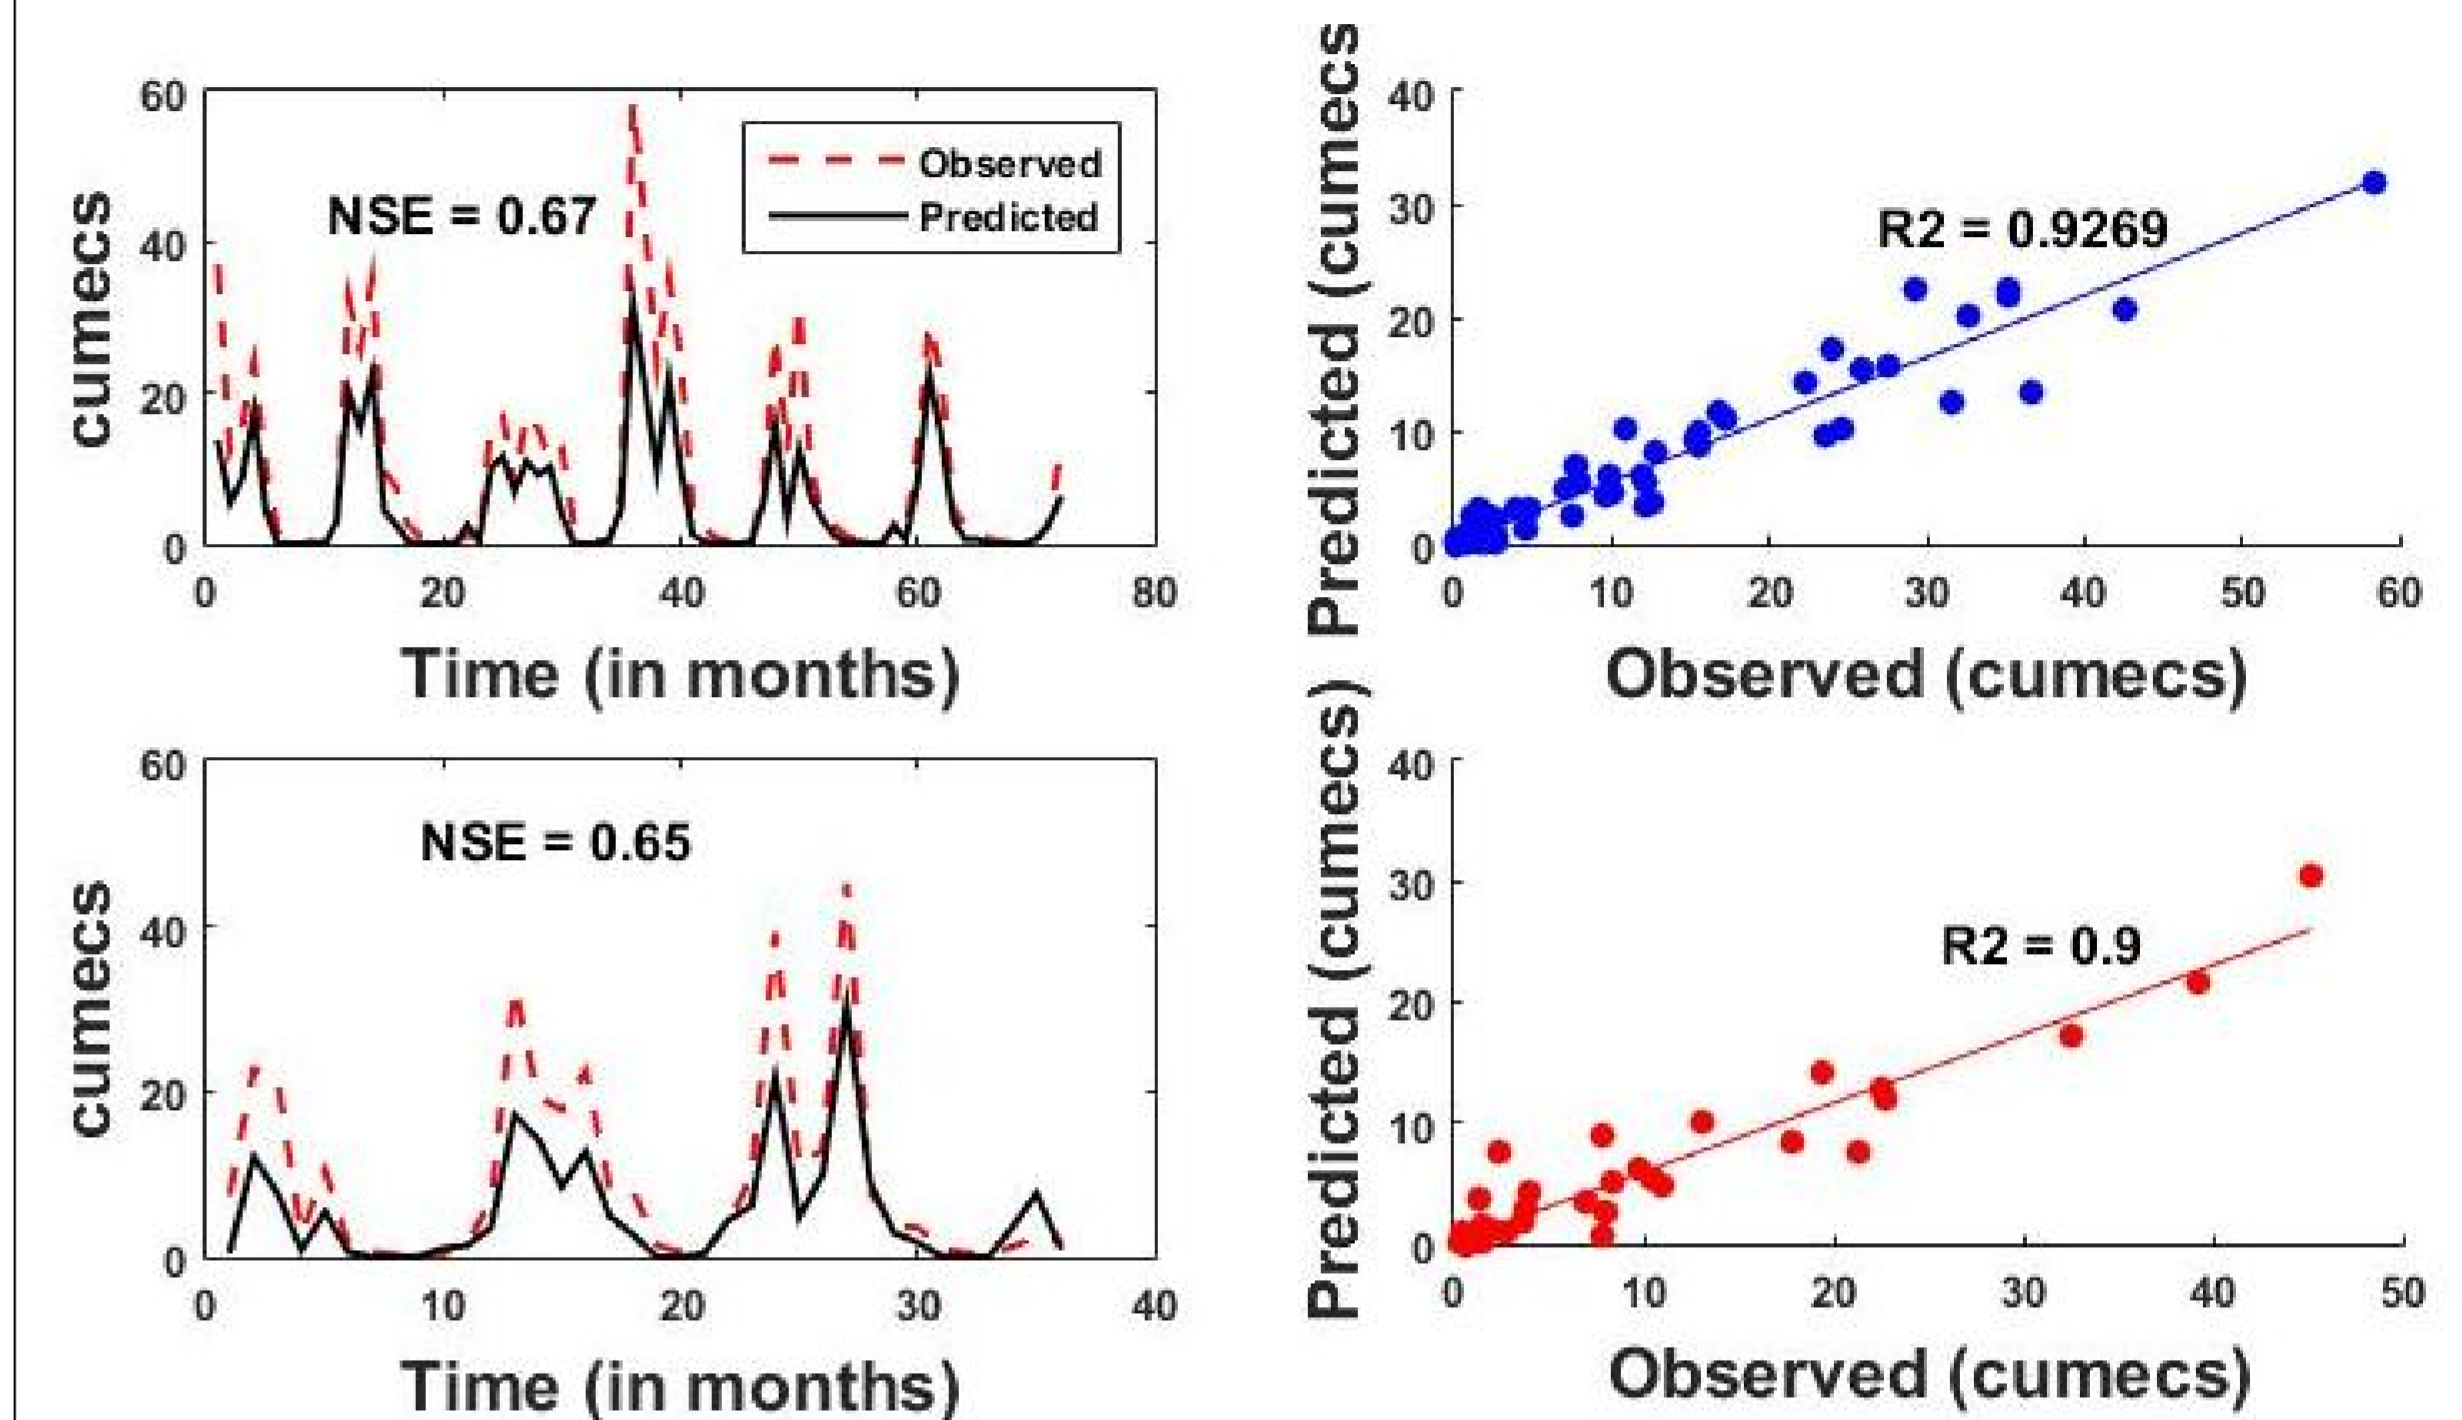 60
40
20
0
cumecs
NSE = 0.67
Observed
Predicted
0 20 40 60 80
Time (in months)
40
30
20
10
0
Predicted (cumecs
R2 = 0.9269
0 10 20 30 40 50 60
Observed (cumecs)
60
40
20
0
cumecs
NSE = 0.65
0 10 20 30 40
Time (in months)
40
30
20
10
0
Predicted (cumecs)
R2 = 0.9
0 10 20 30 40 50
Observed (cumecs)